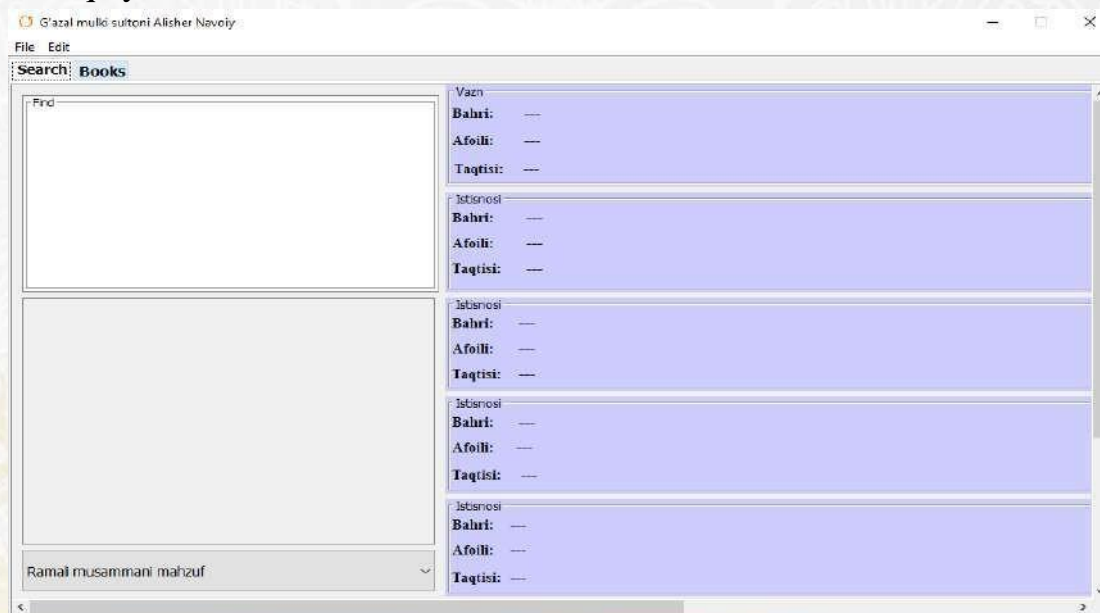 G'azal mulki sultoni Alisher Navoiy
File Edit
Search Books
Find
Ramali musammani mahzuf
Vazn
Bahri: ---
Afoili: ---
Taqtisi: ---
Istisnosi
Bahri: ---
Afoili: ---
Taqtisi: ---
Istisnosi
Bahri: ---
Afoili: ---
Taqtisi: ---
Istisnosi
Bahri: ---
Afoili: ---
Taqtisi: ---
Istisnosi
Bahri: ---
Afoili: ---
Taqtisi: ---